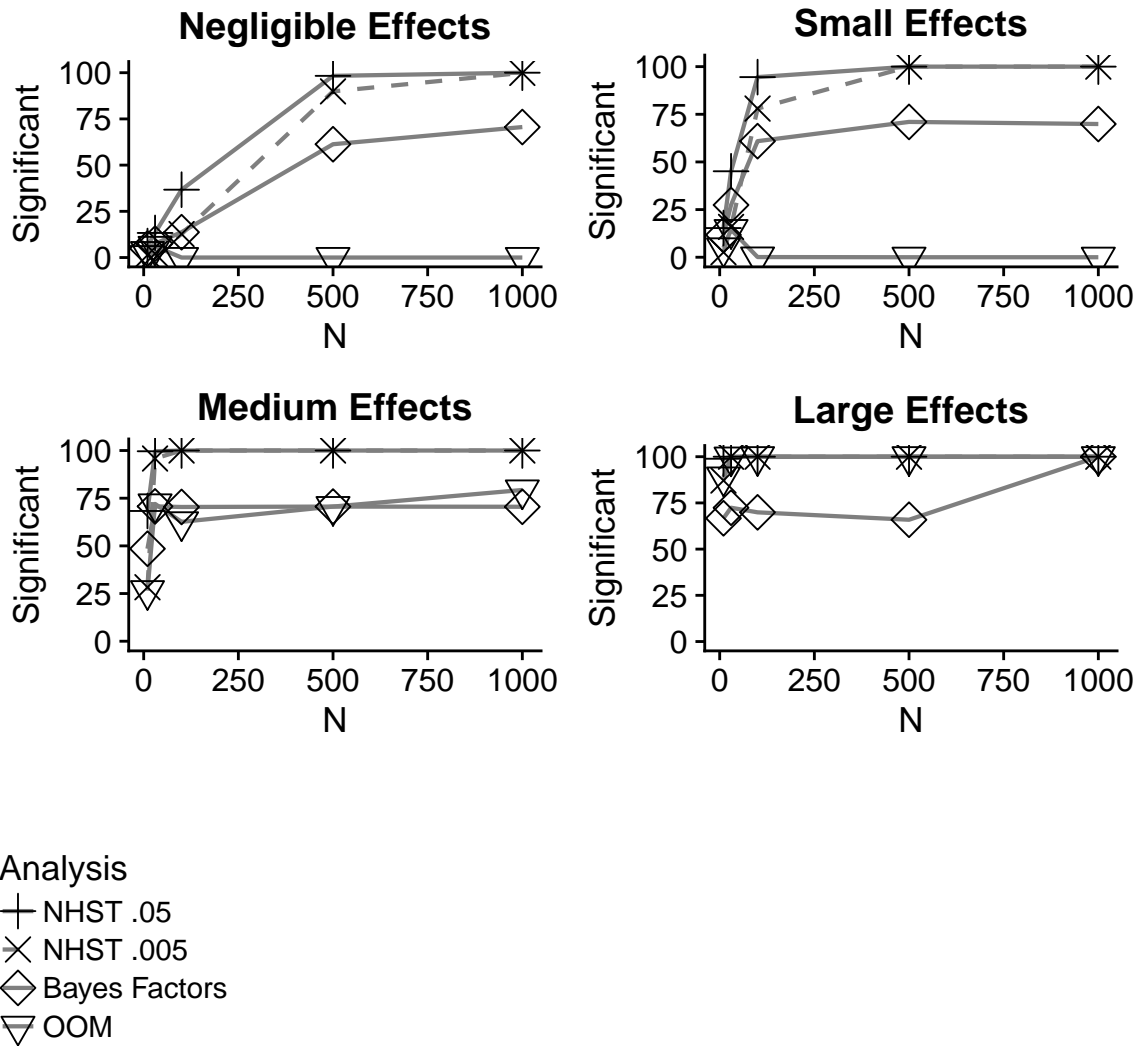 Negligible Effects
Significant
100
75
50
25
0
0 250 500 750 1000
N
Small Effects
Significant
100
75
50
25
0
0 250 500 750 1000
N
Medium Effects
Significant
100
75
50
25
0
0 250 500 750 1000
N
Large Effects
Significant
100
75
50
25
0
0 250 500 750 1000
N
Analysis
NHST .05
NHST .005
Bayes Factors
OOM